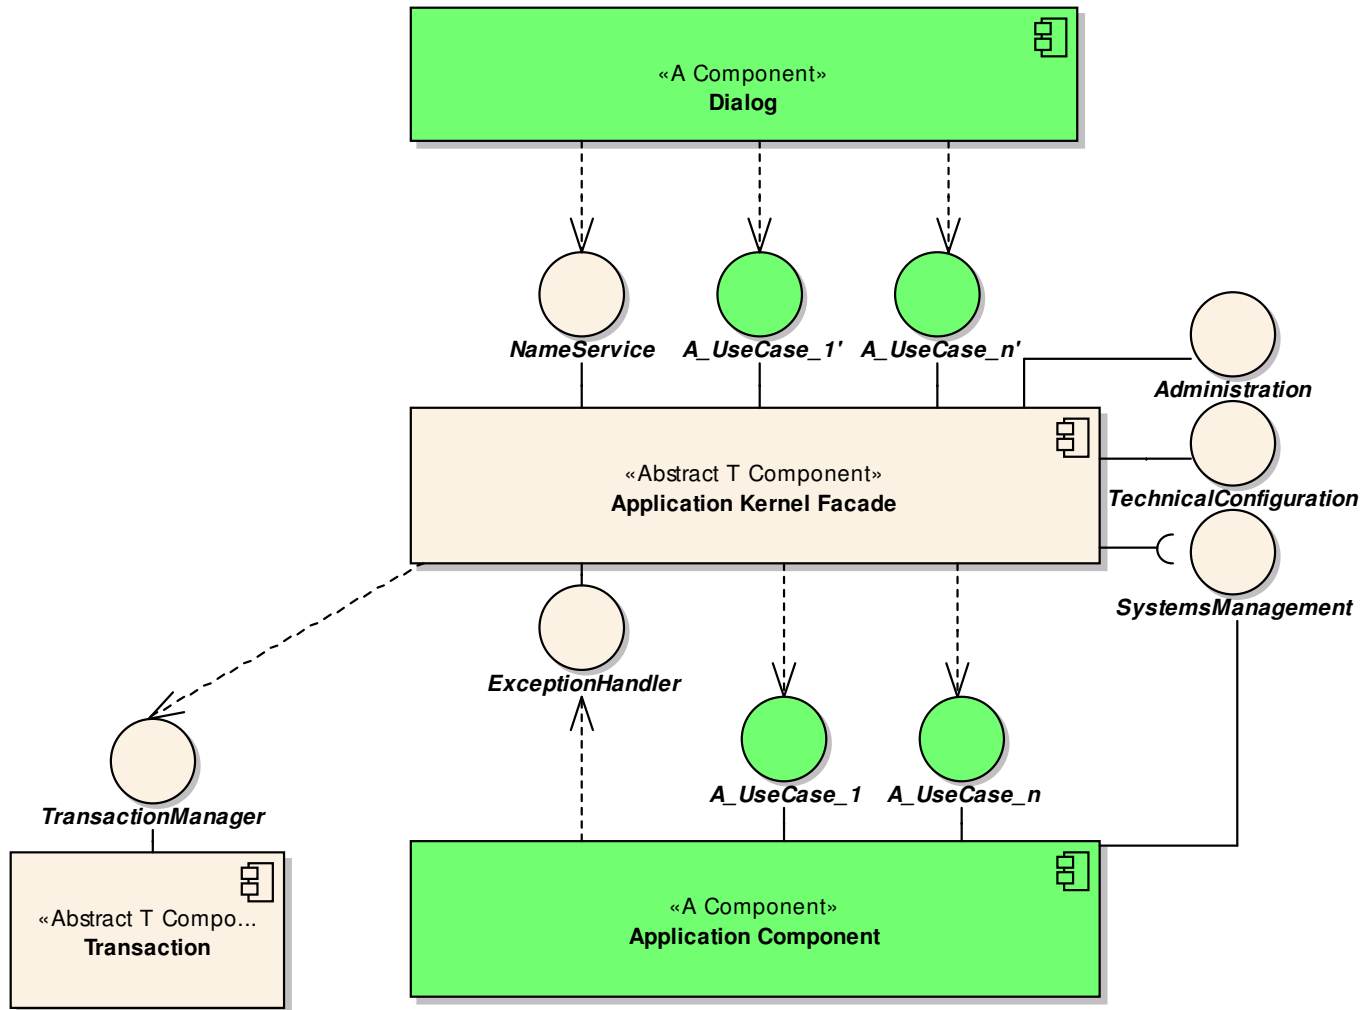 «A Component»
Dialog
NameService
A_UseCase_1'
A_UseCase_n'
Administration
«Abstract T Component»
Application Kernel Facade
TechnicalConfiguration
SystemsManagement
ExceptionHandler
TransactionManager
A_UseCase_1
A_UseCase_n
«Abstract T Compo...
Transaction
«A Component»
Application Component